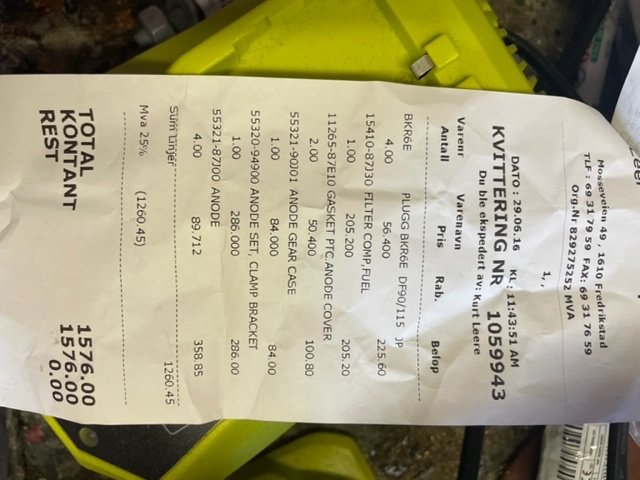 Mosseveien 49, 1610 Fredrikstad
TLF : 69 31 79 59 FAX: 69 31 76 59
Org.Nr 829275252 MVA
1,,
DATO : 29.06.16 KL : 11:43:51 AM
KVITTERING NR 1059943
Du ble ekspedert av: Kurt Leere
Varenr Varenavn
Antall Pris Rab. Beløp
BKR6E PLUGG BKR6E DF90/115 JP
4.00 56.400 225.60
15410-87J30 FILTER COMP,FUEL
1.00 205.200 205.20
11265-87E10 GASKET PTC,ANODE COVER
2.00 50.400 100.80
55321-90J01 ANODE GEAR CASE
1.00 84.000 84.00
55320-94900 ANODE SET, CLAMP BRACKET
1.00 286.000 286.00
55321-87J00 ANODE
4.00 89.712 358.85
Sum Linjer 1260.45
Mva 25% (1260.45)
TOTAL 1576.00
KONTANT 1576.00
REST 0.00